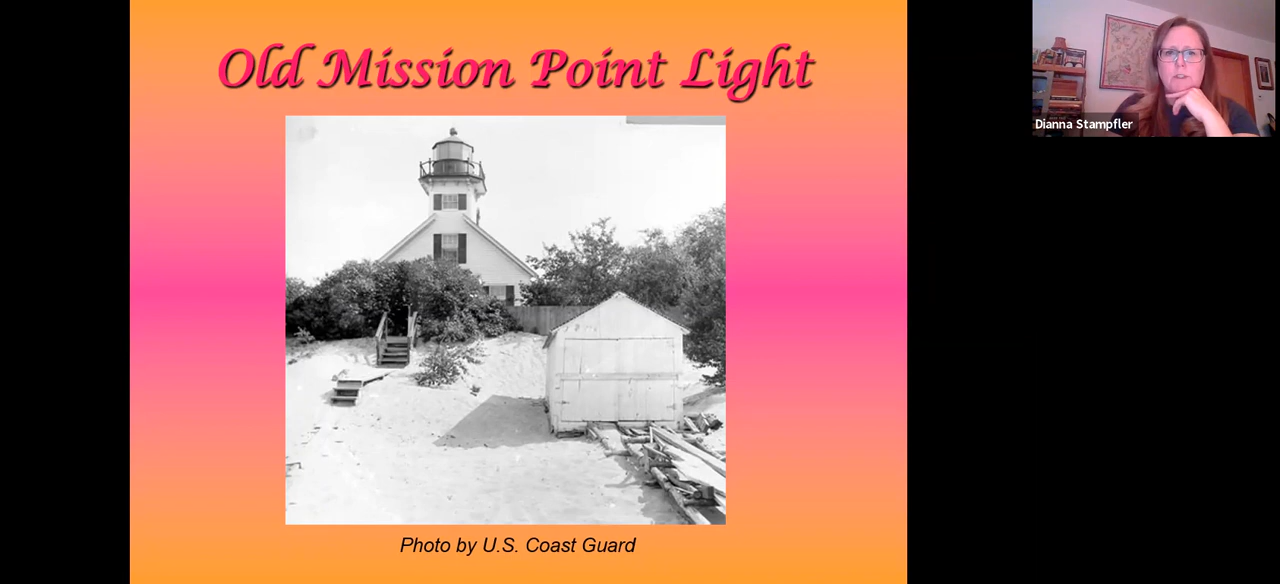 Old Mission Point Light
Dianna Stampfler
Photo by U.S. Coast Guard